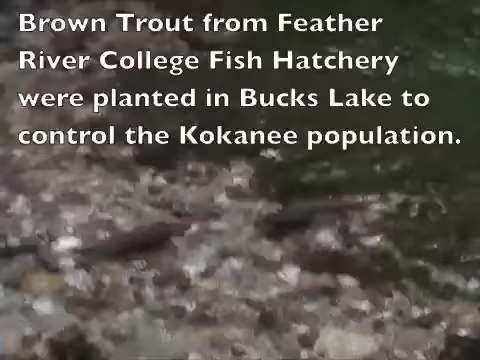 Brown Trout from Feather
River College Fish Hatchery
were planted in Bucks Lake to
control the Kokanee population.